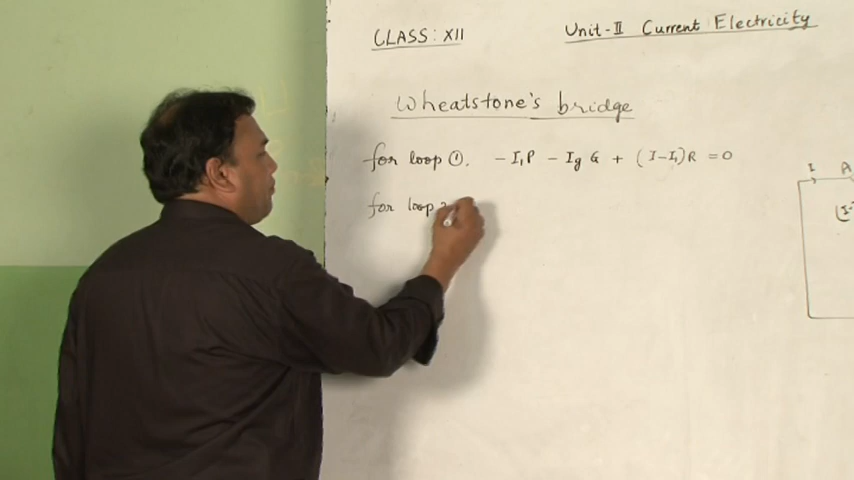 CLASS: XII
Unit-II Current Electricity
Wheatstone's bridge
for loop ①, - I₁P - Ig G + (I-I₁)R = 0
for loop
I A
(I-